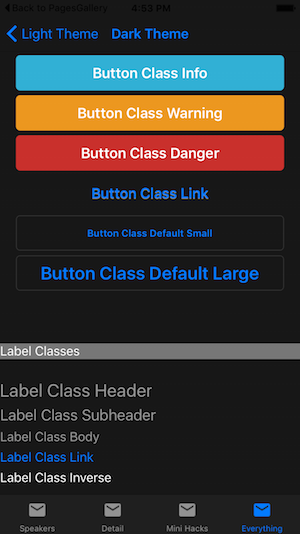 Back to PagesGallery 4:53 PM
Light Theme Dark Theme
Button Class Info
Button Class Warning
Button Class Danger
Button Class Link
Button Class Default Small
Button Class Default Large
Label Classes
Label Class Header
Label Class Subheader
Label Class Body
Label Class Link
Label Class Inverse
Speakers Detail Mini Hacks Everything